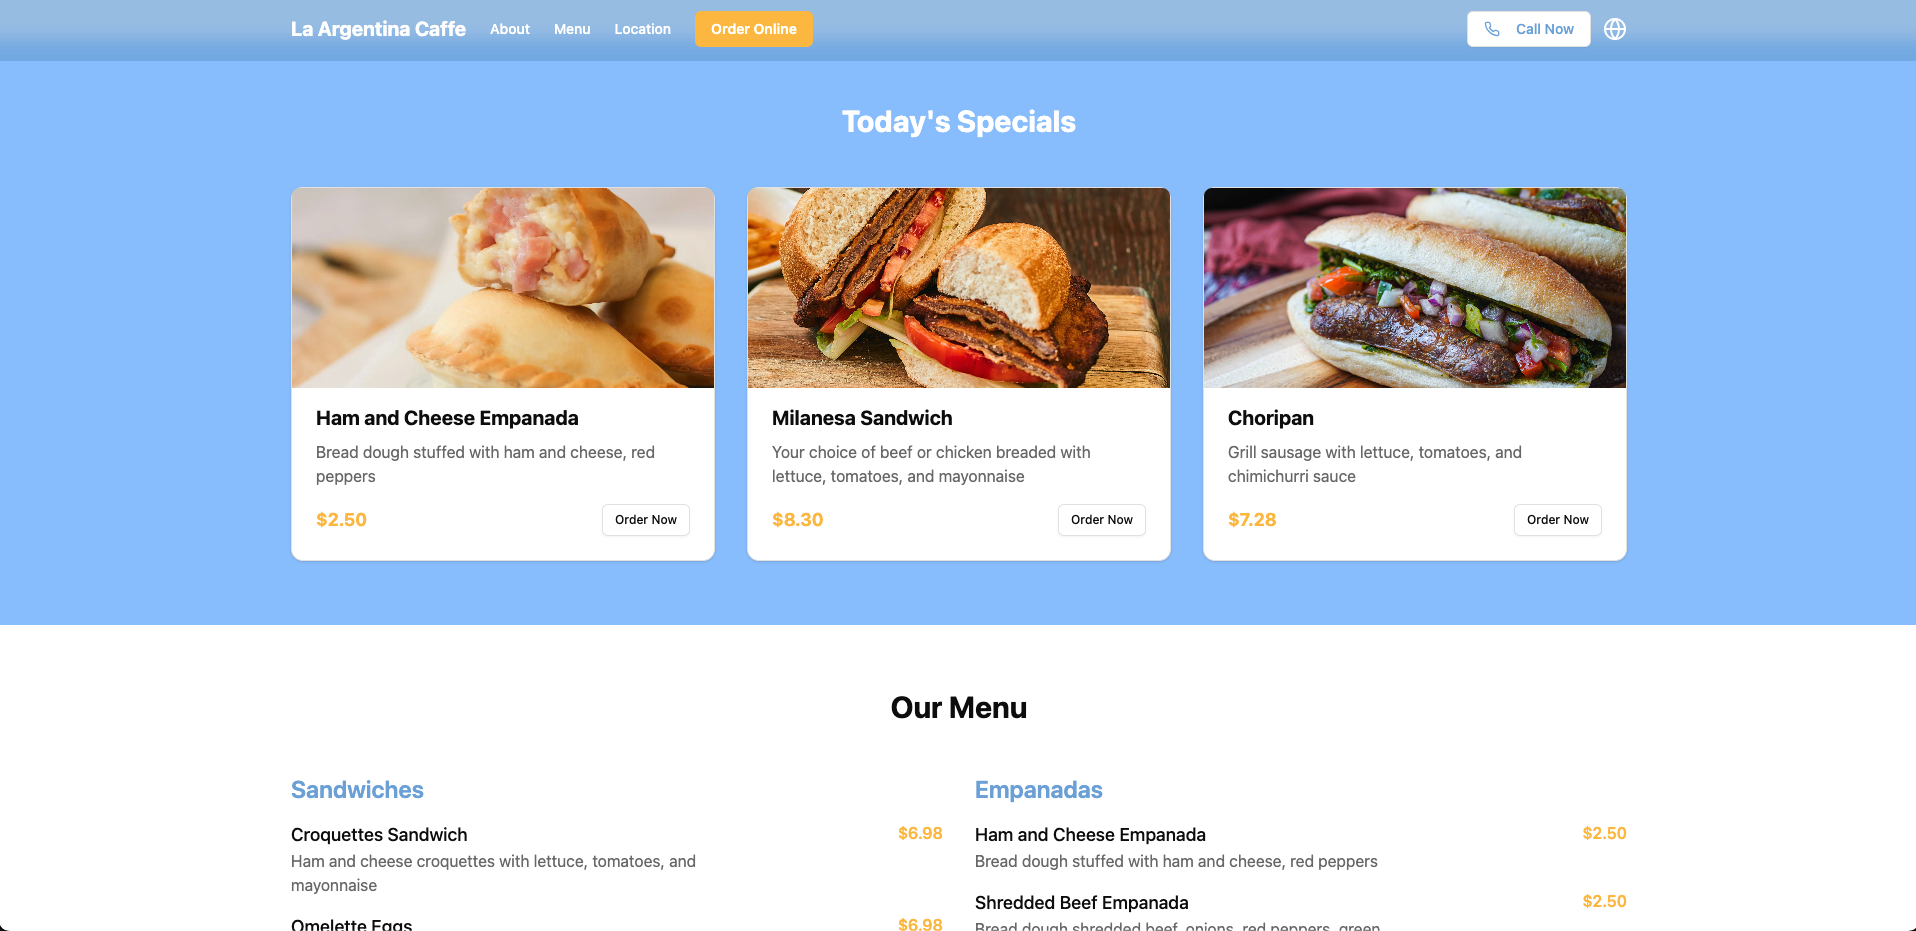 La Argentina Caffe About Menu Location Order Online Call Now
Today's Specials
Ham and Cheese Empanada
Bread dough stuffed with ham and cheese, red
peppers
$2.50 Order Now
Milanesa Sandwich
Your choice of beef or chicken breaded with
lettuce, tomatoes, and mayonnaise
$8.30 Order Now
Choripan
Grill sausage with lettuce, tomatoes, and
chimichurri sauce
$7.28 Order Now
Our Menu
Sandwiches
Croquettes Sandwich $6.98
Ham and cheese croquettes with lettuce, tomatoes, and
mayonnaise
Omelette Eggs $6.98
Empanadas
Ham and Cheese Empanada $2.50
Bread dough stuffed with ham and cheese, red peppers
Shredded Beef Empanada $2.50
Bread dough shredded beef, onions, red peppers, green